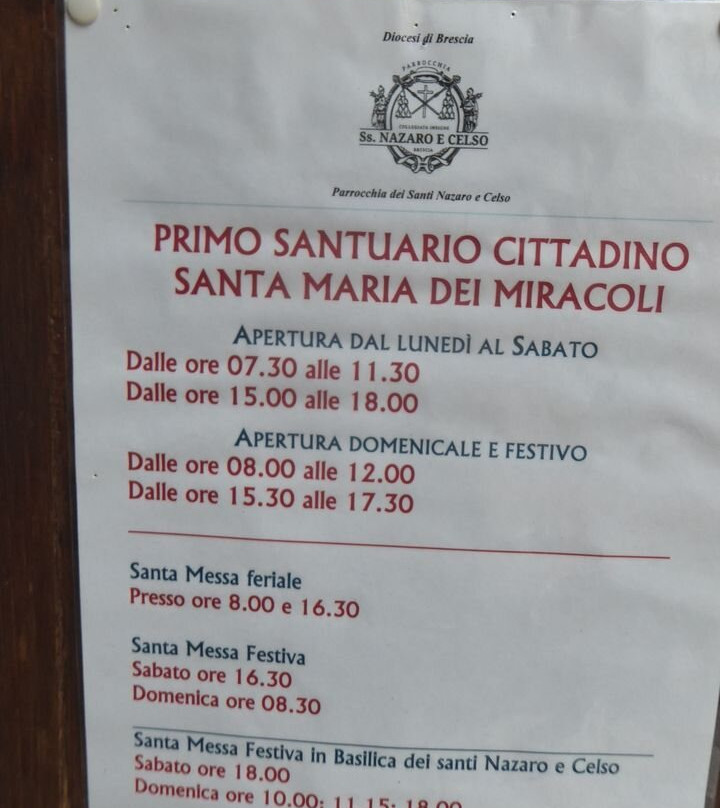 Diocesi di Brescia
PARROCCHIA
COLLEGIATA INSIGNE
Ss. NAZARO E CELSO
BRESCIA
Parrocchia dei Santi Nazaro e Celso
PRIMO SANTUARIO CITTADINO
SANTA MARIA DEI MIRACOLI
APERTURA DAL LUNEDÌ AL SABATO
Dalle ore 07.30 alle 11.30
Dalle ore 15.00 alle 18.00
APERTURA DOMENICALE E FESTIVO
Dalle ore 08.00 alle 12.00
Dalle ore 15.30 alle 17.30
Santa Messa feriale
Presso ore 8.00 e 16.30
Santa Messa Festiva
Sabato ore 16.30
Domenica ore 08.30
Santa Messa Festiva in Basilica dei santi Nazaro e Celso
Sabato ore 18.00
Domenica ore 10.00; 11.15; 18.00